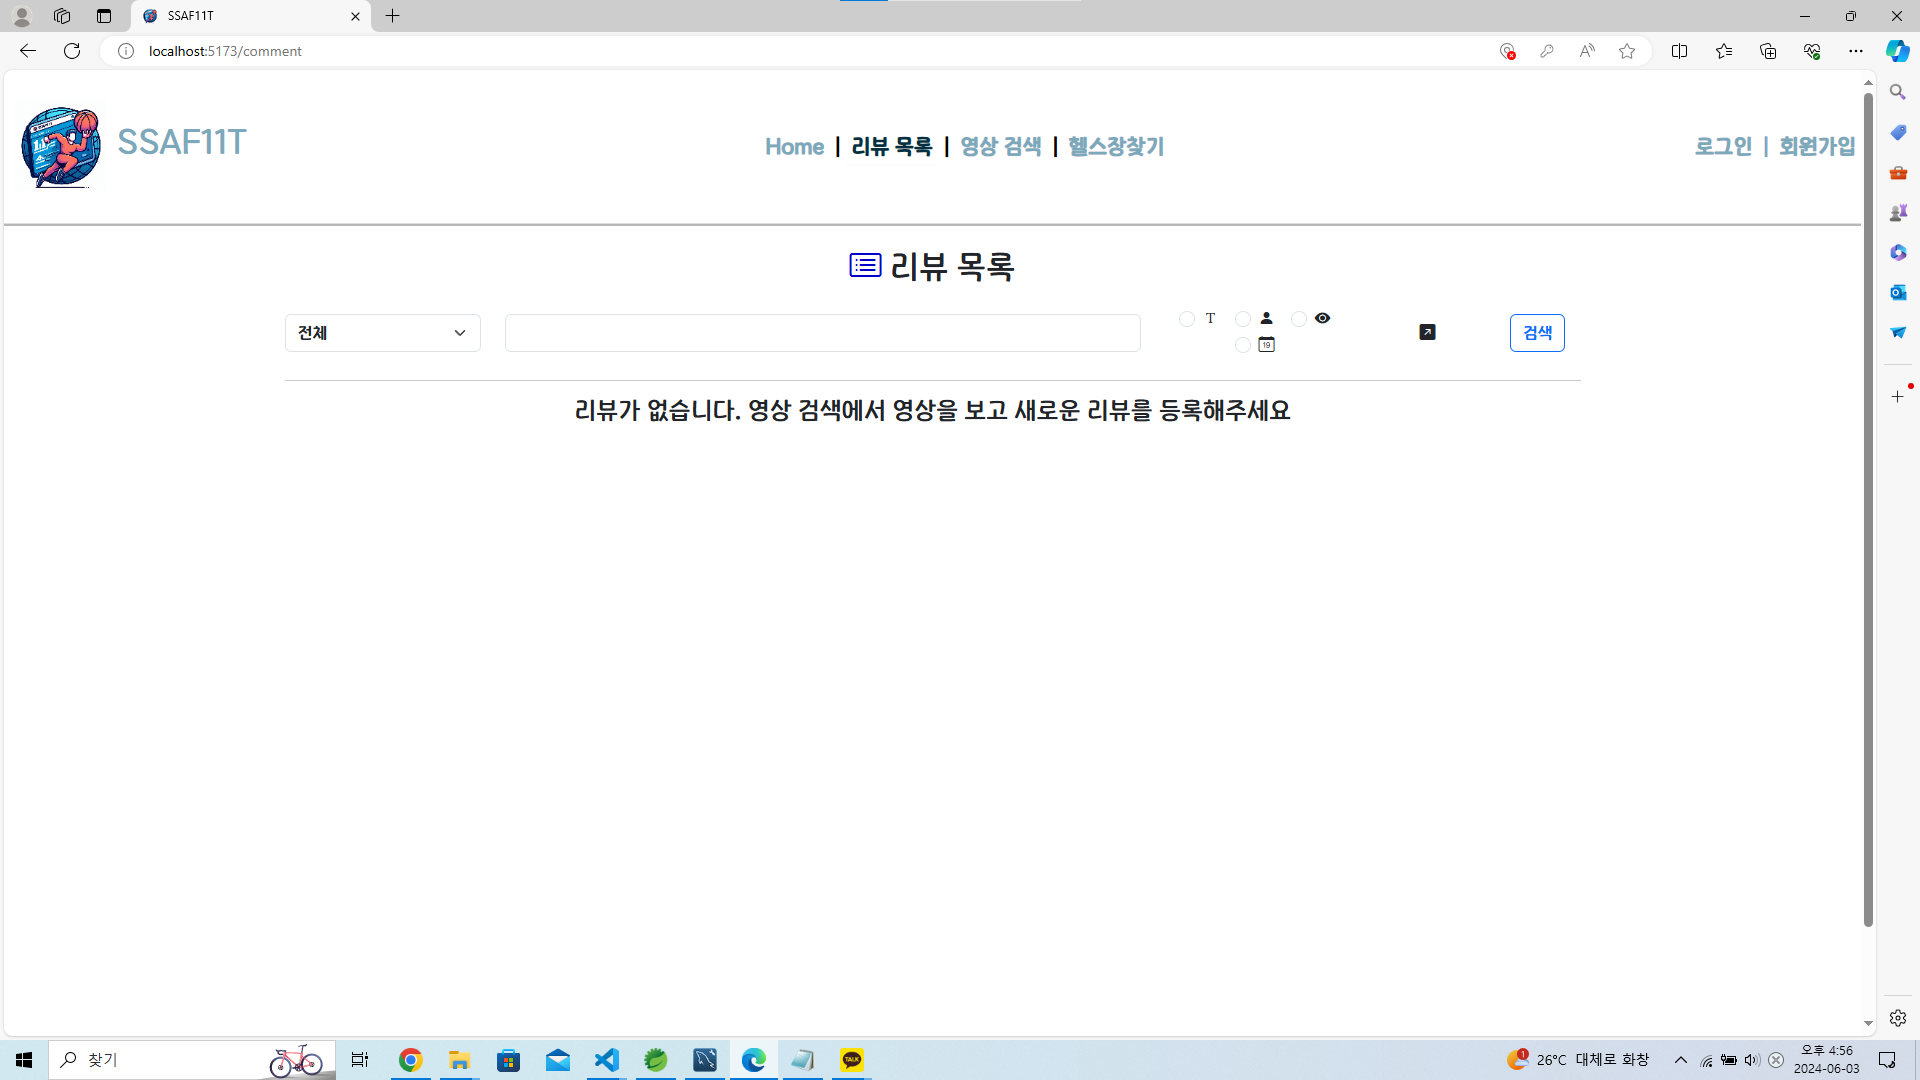 SSAF11T
localhost:5173/comment
SSAF11T
Home | 리뷰 목록 | 영상 검색 | 헬스장찾기
로그인 | 회원가입
리뷰 목록
전체
T
19
검색
리뷰가 없습니다. 영상 검색에서 영상을 보고 새로운 리뷰를 등록해주세요
찾기
TALK
1
26°C 대체로 화창
오후 4:56
2024-06-03